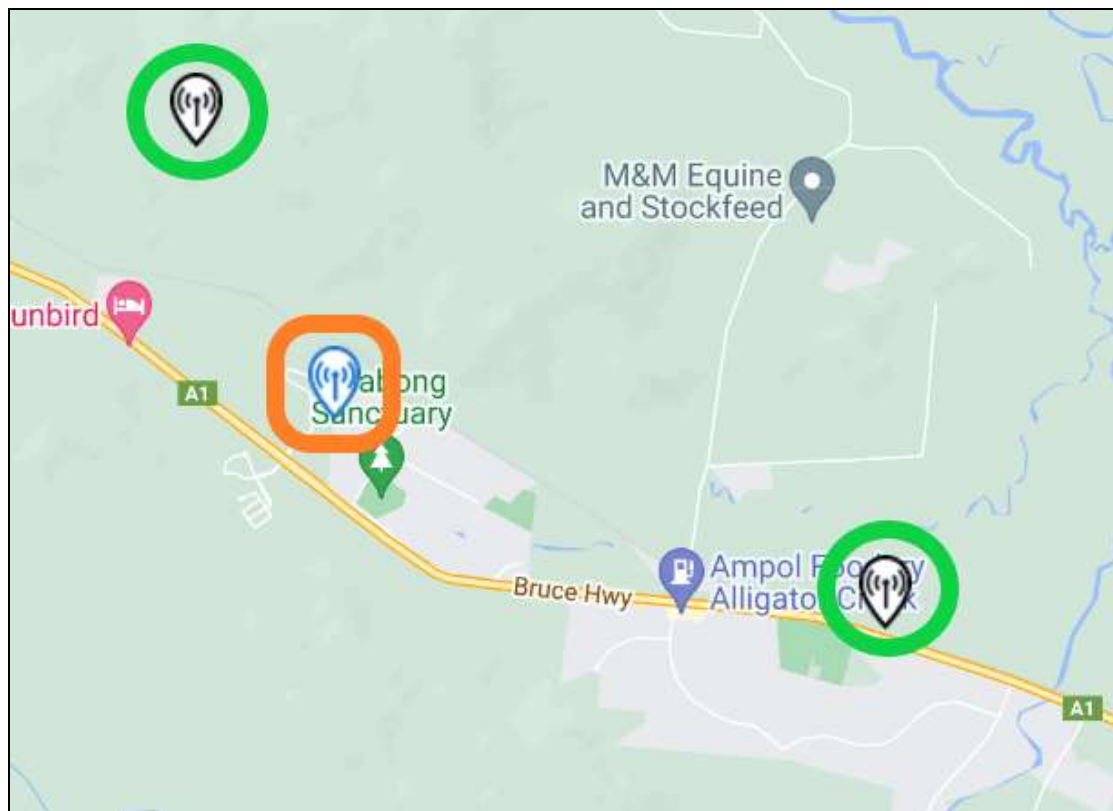 M&M Equine
and Stockfeed
unbird
A1
Sanctuary
Bruce Hwy
Ampol
Alligator
A1